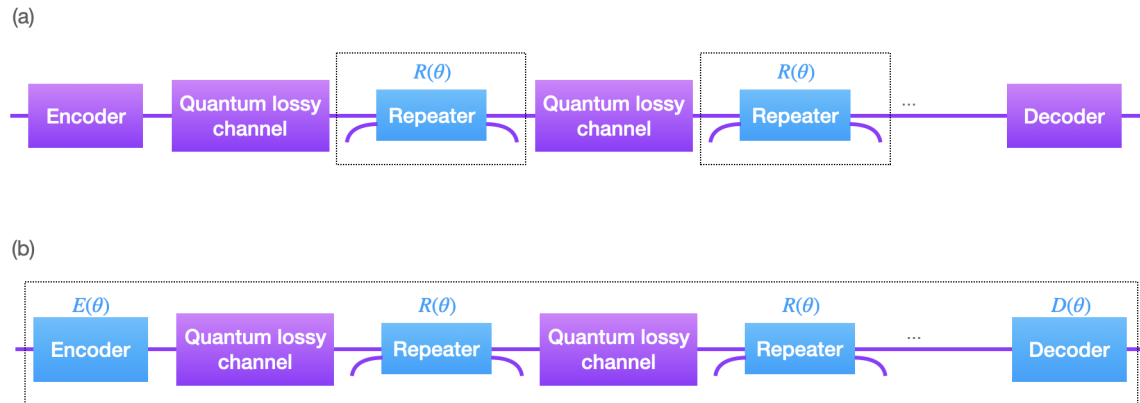 (a)
R(θ)
R(θ)
Encoder
Quantum lossy
channel
Repeater
Quantum lossy
channel
Repeater
...
Decoder
(b)
E(θ)
R(θ)
R(θ)
D(θ)
Encoder
Quantum lossy
channel
Repeater
Quantum lossy
channel
Repeater
...
Decoder